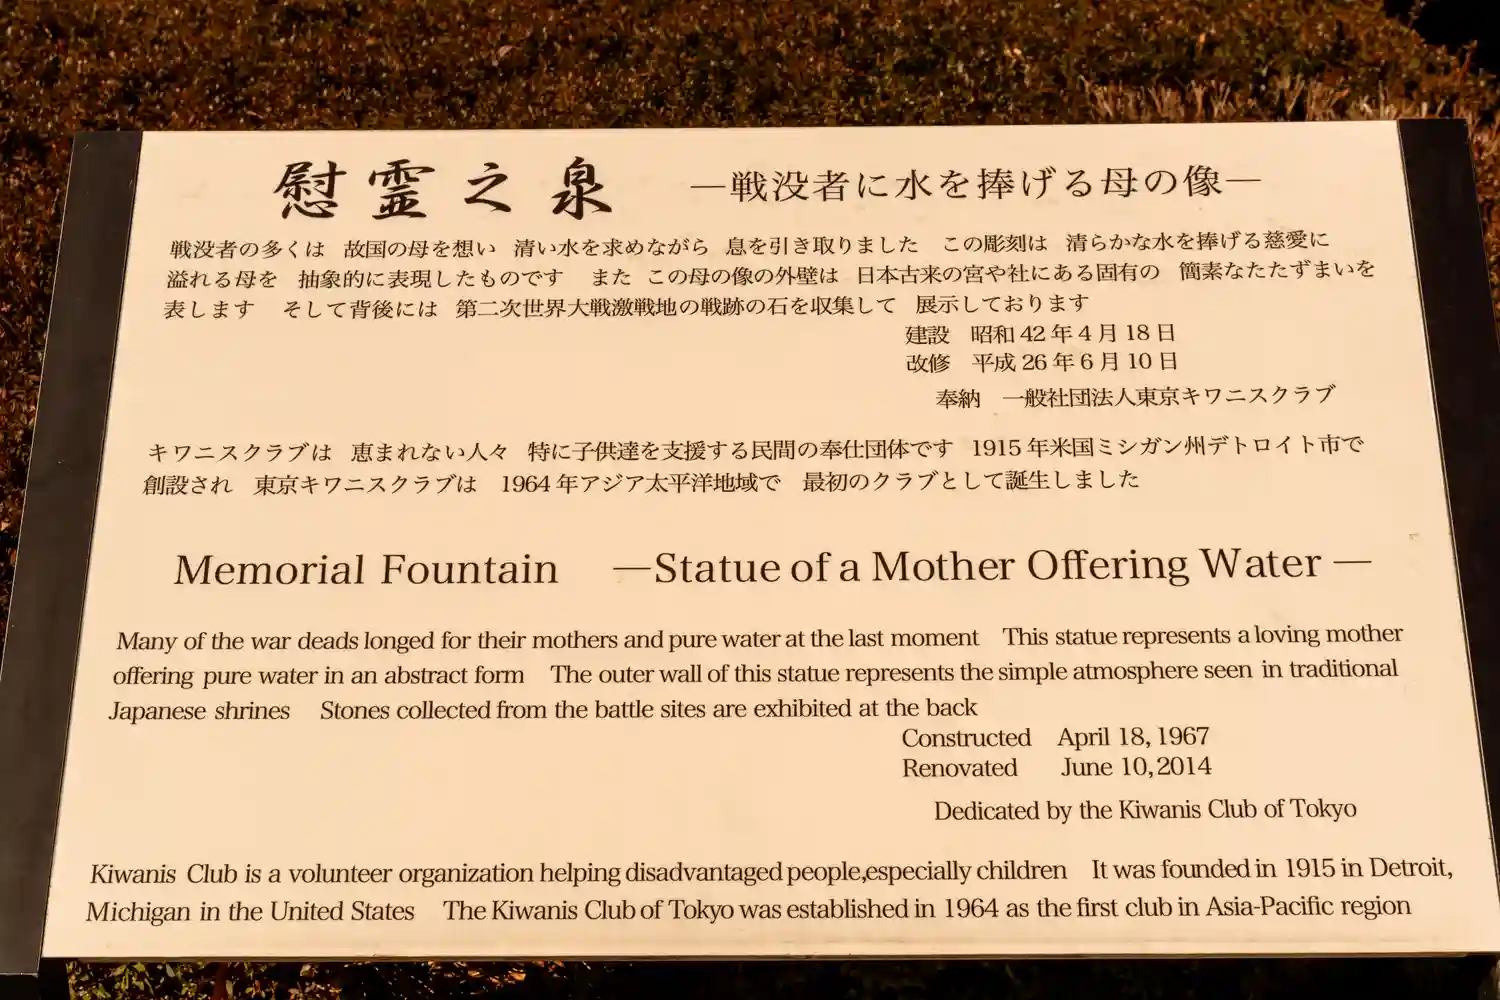 慰霊之泉 ―戦没者に水を捧げる母の像―
戦没者の多くは 故国の母を想い 清い水を求めながら 息を引き取りました この彫刻は 清らかな水を捧げる慈愛に
溢れる母を 抽象的に表現したものです また この母の像の外壁は 日本古来の宮や社にある固有の 簡素なたたずまいを
表します そして背後には 第二次世界大戦激戦地の戦跡の石を収集して 展示しております
建設 昭和 42 年 4 月 18 日
改修 平成 26 年 6 月 10 日
奉納 一般社団法人東京キワニスクラブ
キワニスクラブは 恵まれない人々 特に子供達を支援する民間の奉仕団体です 1915 年米国ミシガン州デトロイト市で
創設され 東京キワニスクラブは 1964 年アジア太平洋地域で 最初のクラブとして誕生しました
Memorial Fountain —Statue of a Mother Offering Water —
Many of the war deads longed for their mothers and pure water at the last moment This statue represents a loving mother
offering pure water in an abstract form The outer wall of this statue represents the simple atmosphere seen in traditional
Japanese shrines Stones collected from the battle sites are exhibited at the back
Constructed April 18, 1967
Renovated June 10,2014
Dedicated by the Kiwanis Club of Tokyo
Kiwanis Club is a volunteer organization helping disadvantaged people,especially children It was founded in 1915 in Detroit,
Michigan in the United States The Kiwanis Club of Tokyo was established in 1964 as the first club in Asia-Pacific region